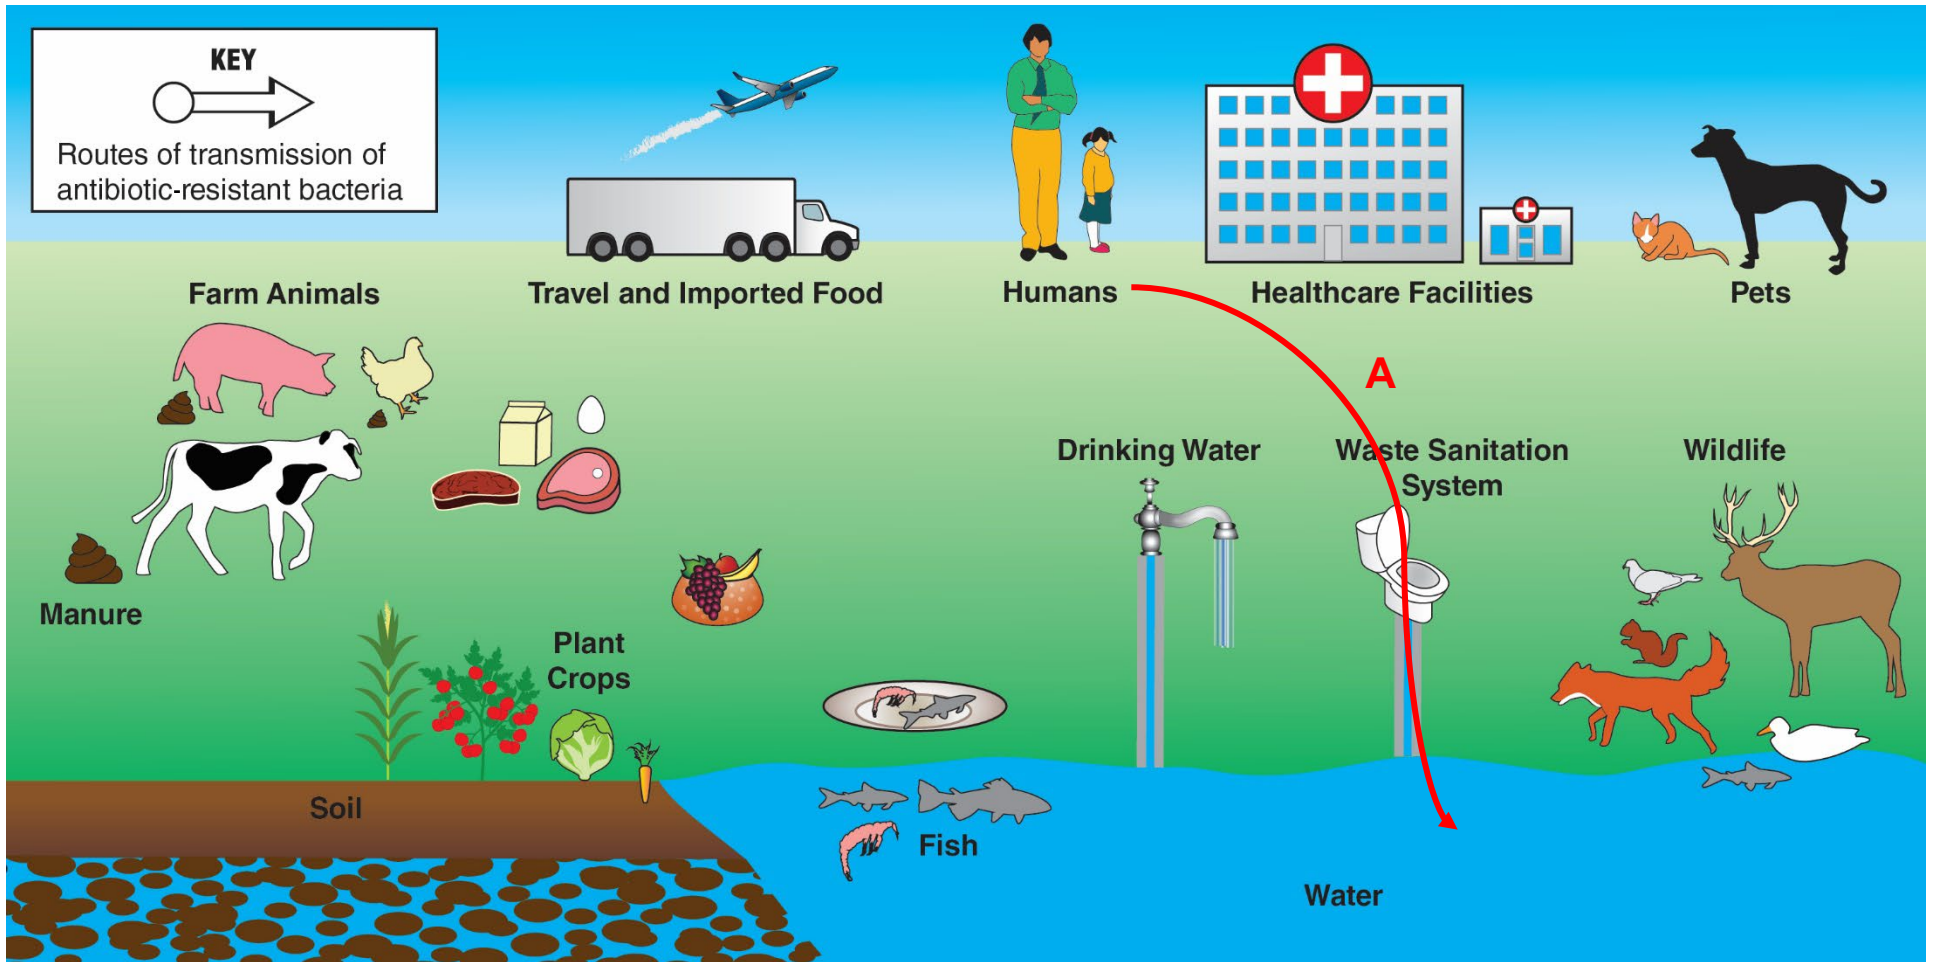 KEY
Routes of transmission of
antibiotic-resistant bacteria
Farm Animals
Travel and Imported Food
Humans
Healthcare Facilities
Pets
A
Drinking Water
Waste Sanitation
System
Wildlife
Manure
Plant
Crops
Soil
Fish
Water